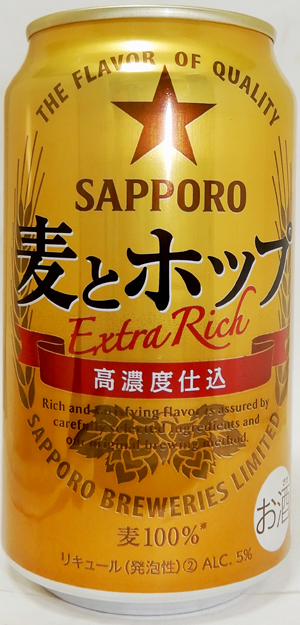 THE FLAVOR OF QUALITY
SAPPORO
麦とホップ
Extra Rich
高濃度仕込
Rich and satisfying flavor is assured by
carefully selected ingredients and
our original brewing method.
SAPPORO BREWERIES LIMITED
麦100%※
お酒
リキュール(発泡性)② ALC. 5%